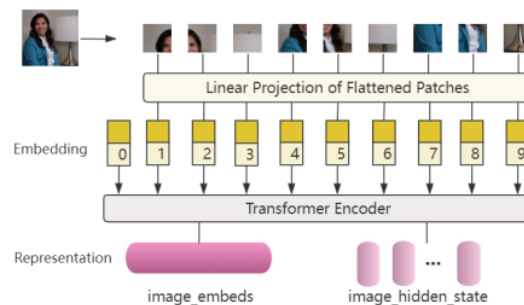 Linear Projection of Flattened Patches
Embedding
0 1 2 3 4 5 6 7 8 9
Transformer Encoder
Representation
...
image_embeds image_hidden_state